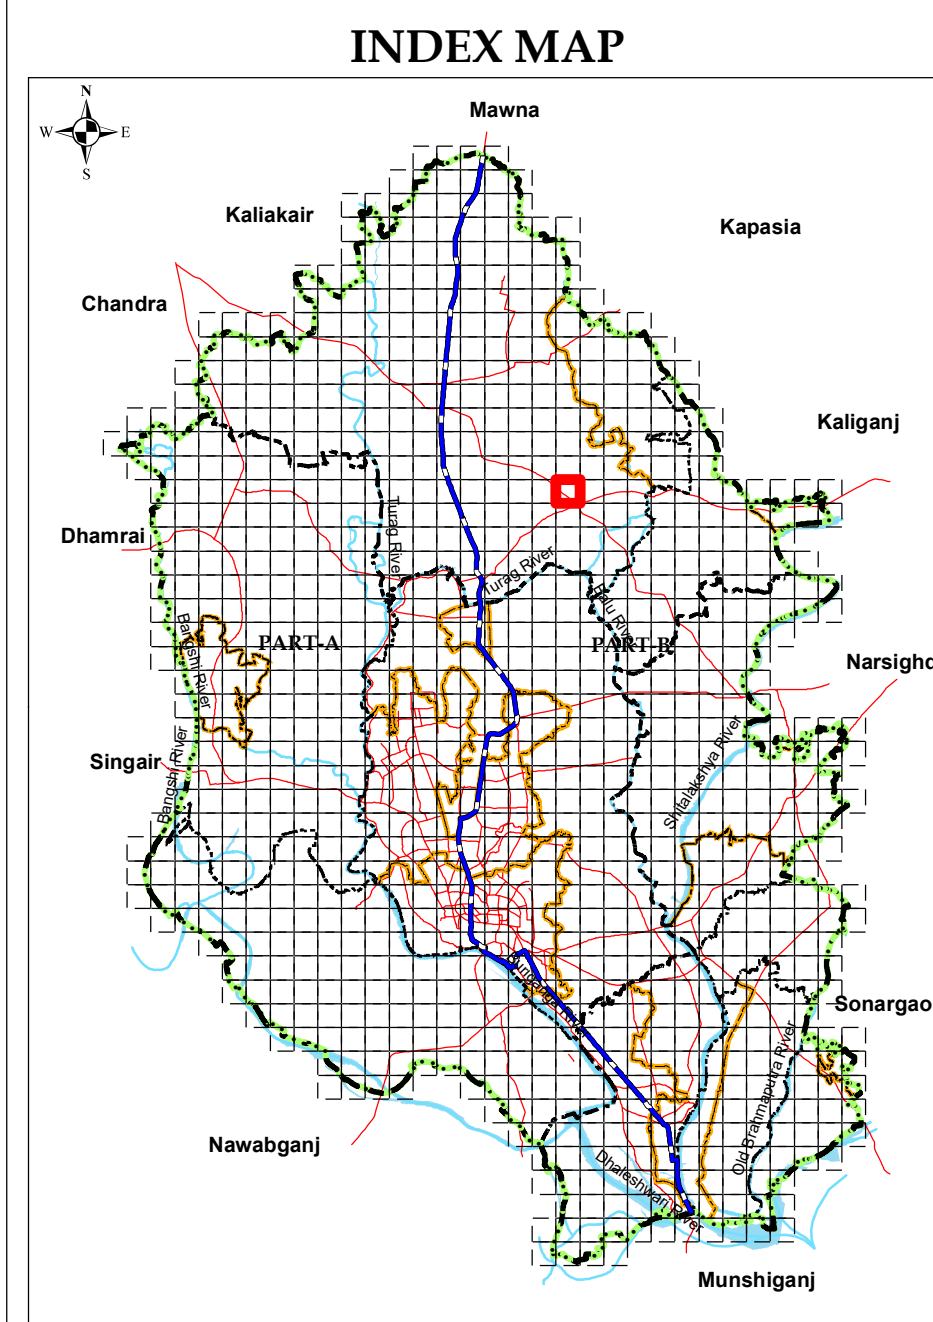 INDEX MAP
N
W
E
S
Mawna
Kaliakair
Kapasia
Chandra
Kaliganj
Dhamrai
Turag River
Turag River
Balu River
Bangshi River
PART-A
PART-B
Narsighd
Singair
Bangshi River
Shitalakshya River
Buriganga River
Sonargao
Old Brahmaputra River
Nawabganj
Dhaleshwari River
Munshiganj